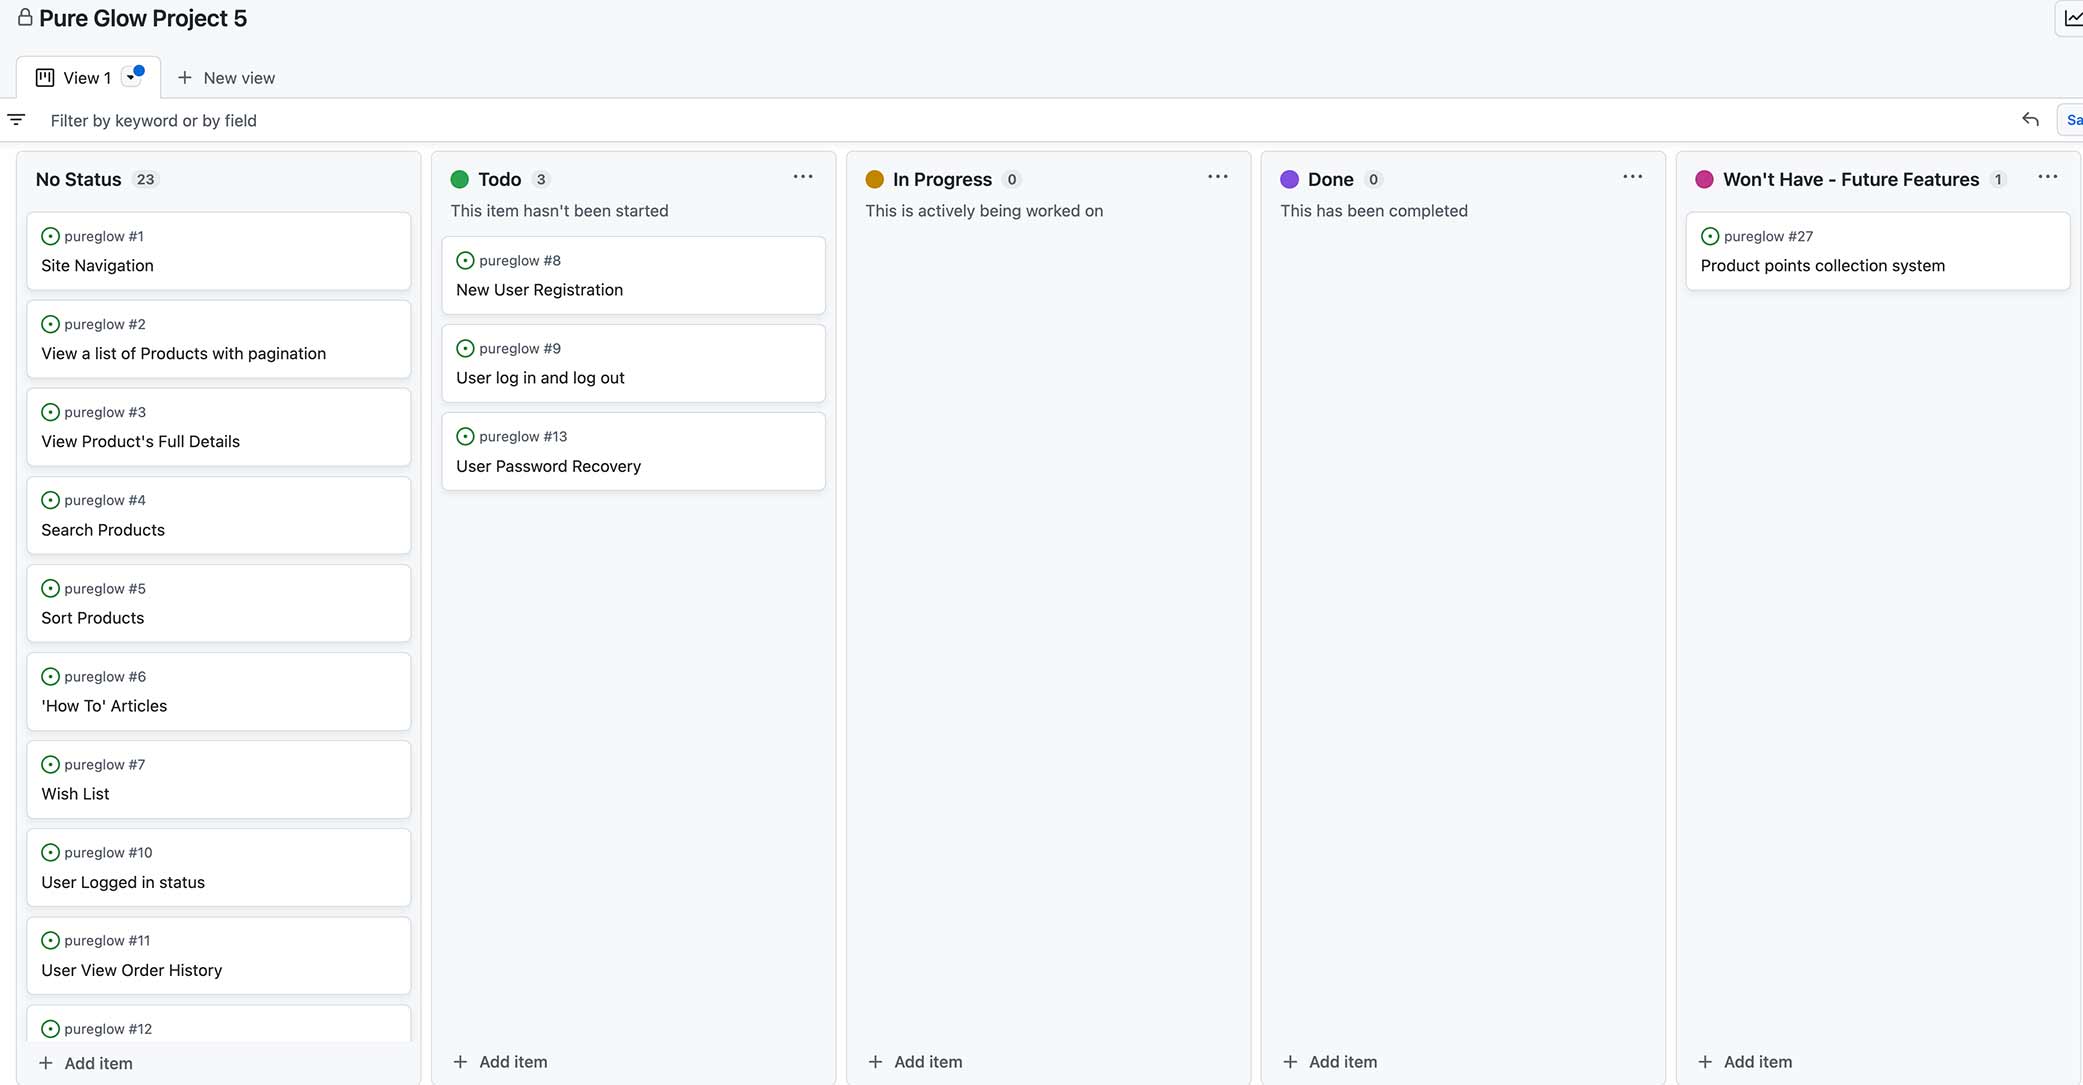 Pure Glow Project 5
View 1
New view
Filter by keyword or by field
Sa
No Status 23
pureglow #1
Site Navigation
pureglow #2
View a list of Products with pagination
pureglow #3
View Product's Full Details
pureglow #4
Search Products
pureglow #5
Sort Products
pureglow #6
'How To' Articles
pureglow #7
Wish List
pureglow #10
User Logged in status
pureglow #11
User View Order History
pureglow #12
+ Add item
Todo 3
This item hasn't been started
pureglow #8
New User Registration
pureglow #9
User log in and log out
pureglow #13
User Password Recovery
+ Add item
In Progress 0
This is actively being worked on
+ Add item
Done 0
This has been completed
+ Add item
Won't Have - Future Features 1
pureglow #27
Product points collection system
+ Add item